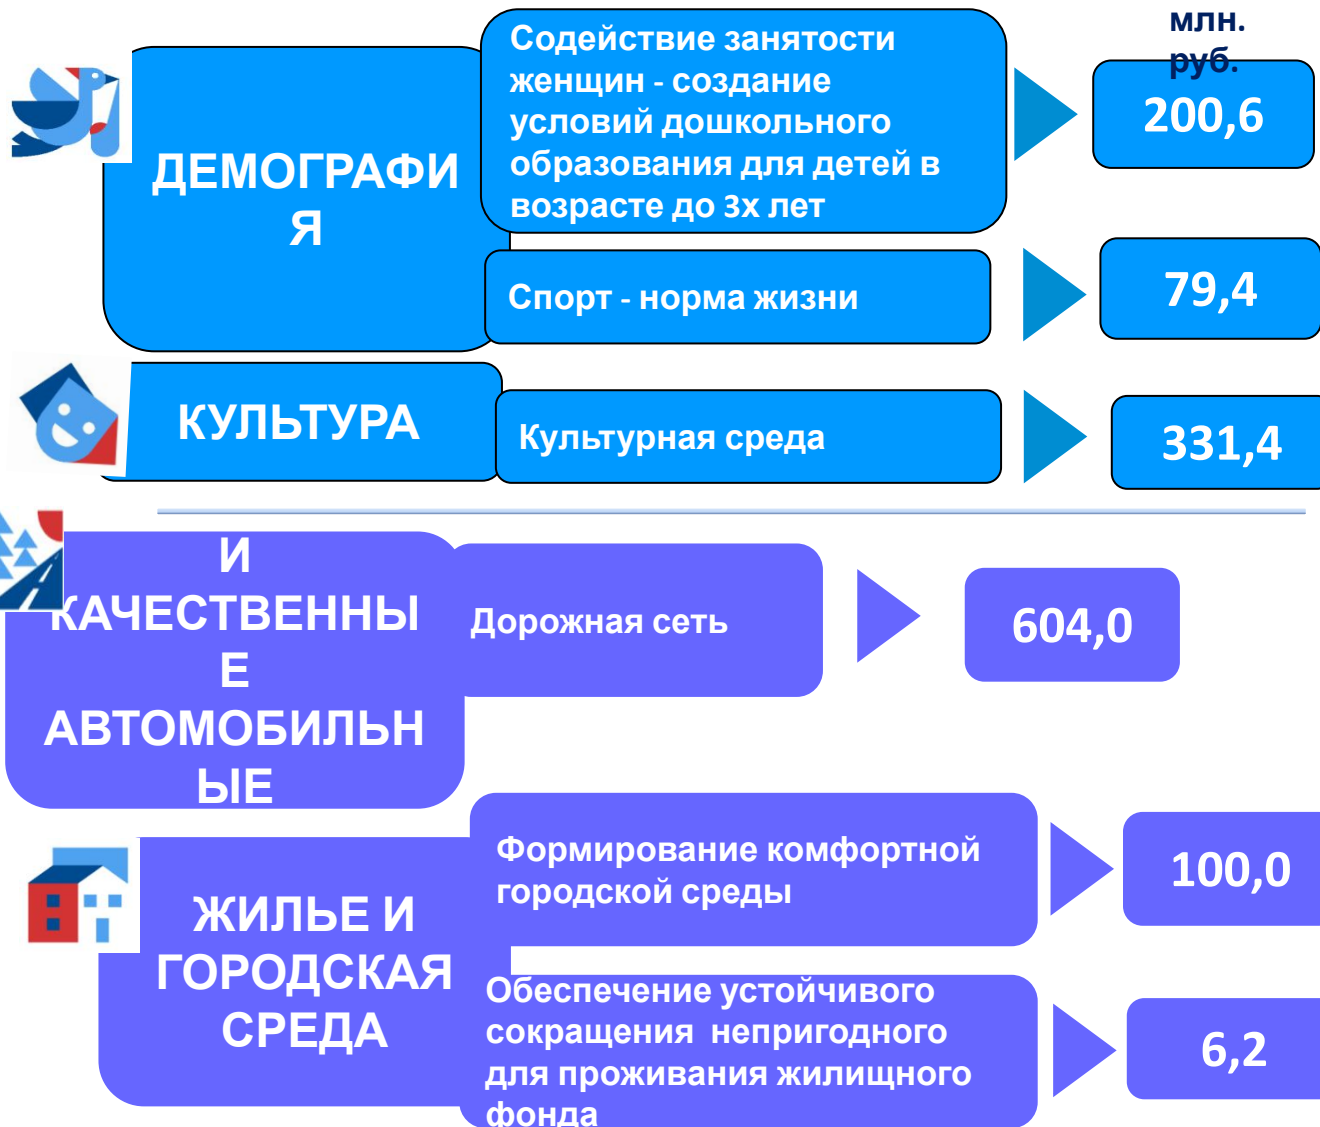 млн.
руб.
Содействие занятости
женщин - создание
условий дошкольного
образования для детей в
возрасте до 3х лет
200,6
ДЕМОГРАФИ
Я
Спорт - норма жизни
79,4
КУЛЬТУРА
Культурная среда
331,4
И
КАЧЕСТВЕННЫ
Е
АВТОМОБИЛЬН
ЫЕ
Дорожная сеть
604,0
Формирование комфортной
городской среды
100,0
ЖИЛЬЕ И
ГОРОДСКАЯ
СРЕДА
Обеспечение устойчивого
сокращения  непригодного
для проживания жилищного
фонда
6,2